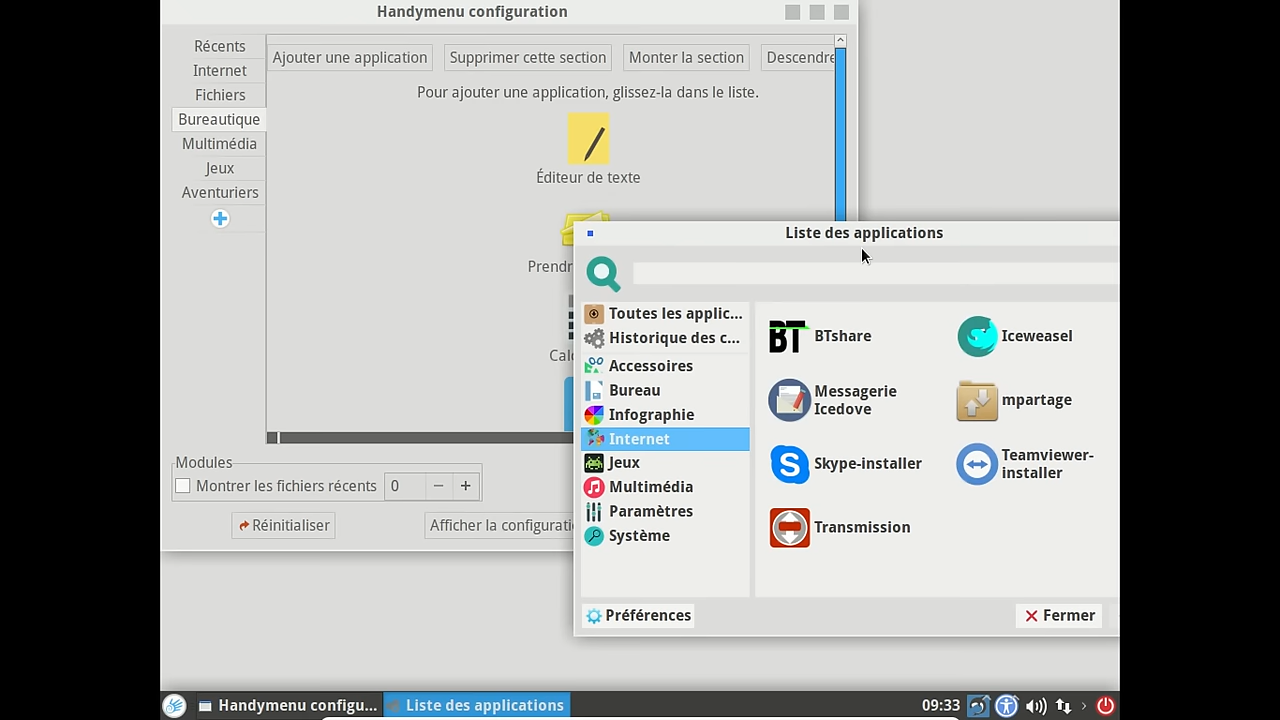 Handymenu configuration
Récents
Internet
Fichiers
Bureautique
Multimédia
Jeux
Aventuriers
Ajouter une application
Supprimer cette section
Monter la section
Descendre
Pour ajouter une application, glissez-la dans le liste.
Éditeur de texte
Prendr
Calc
Modules
Montrer les fichiers récents
0
Réinitialiser
Afficher la configurati
Liste des applications
Toutes les applic...
Historique des c...
Accessoires
Bureau
Infographie
Internet
Jeux
Multimédia
Paramètres
Système
BT
BTshare
Iceweasel
Messagerie
Icedove
mpartage
Skype-installer
Teamviewer-
installer
Transmission
Préférences
Fermer
Handymenu configu...
Liste des applications
09:33